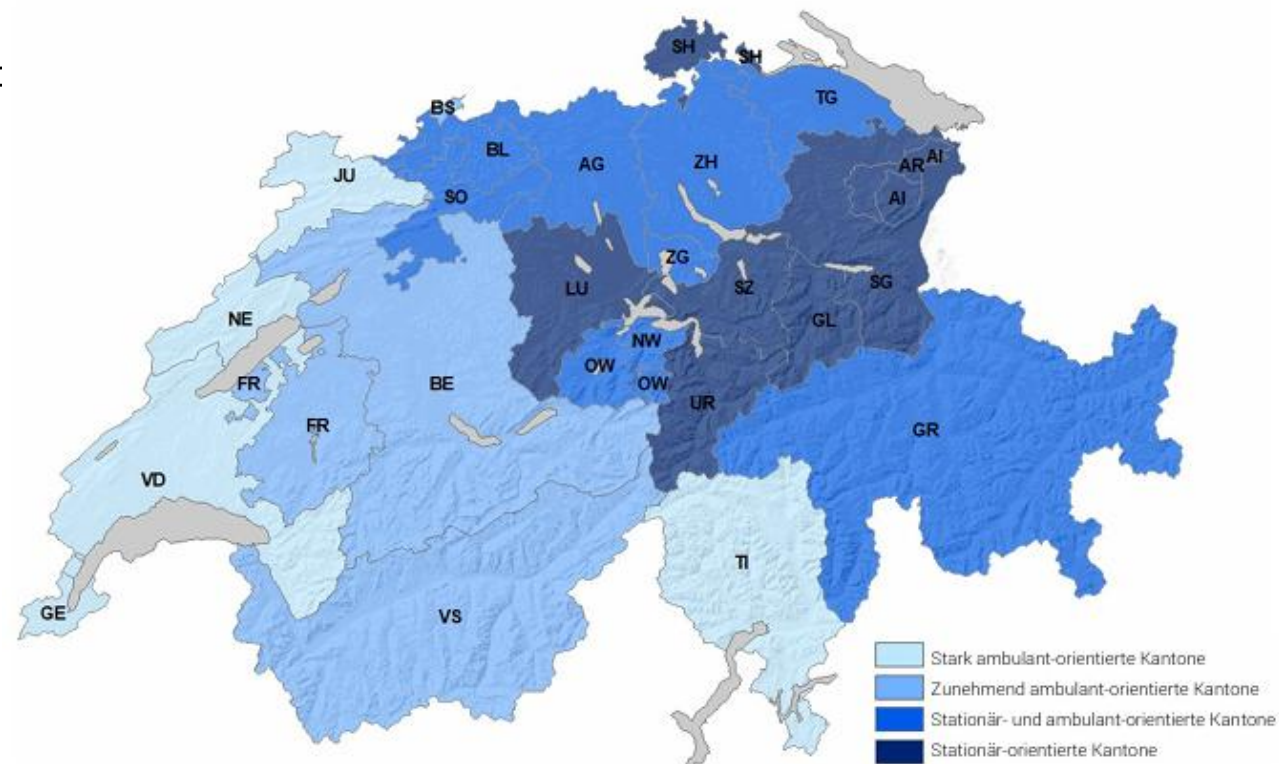 SH
SH
TG
BS
BL
AG
ZH
JU
AR
AI
SO
AI
ZG
LU
SZ
SG
NE
GL
NW
OW
FR
BE
OW
UR
FR
GR
VD
TI
GE
VS
Stark ambulant-orientierte Kantone
Zunehmend ambulant-orientierte Kantone
Stationär- und ambulant-orientierte Kantone
Stationär-orientierte Kantone